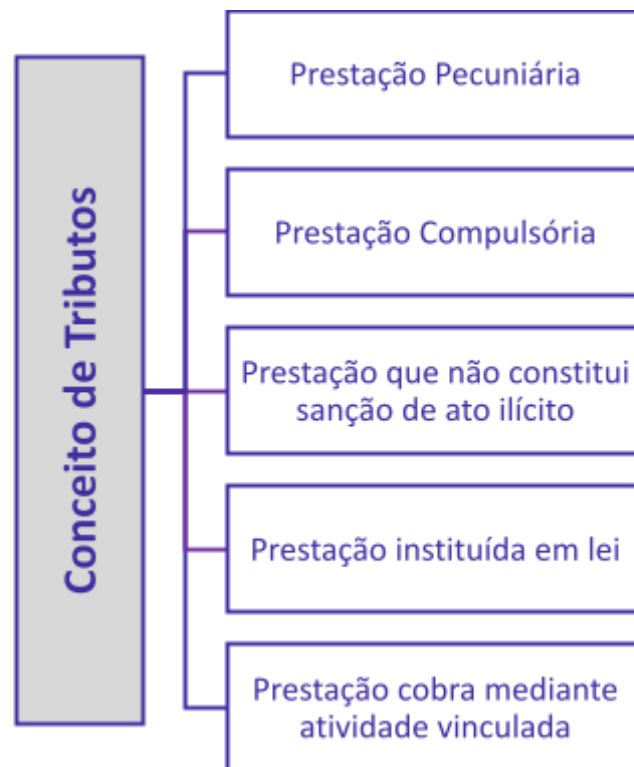 Conceito de Tributos
Prestação Pecuniária
Prestação Compulsória
Prestação que não constitui
sanção de ato ilícito
Prestação instituída em lei
Prestação cobra mediante
atividade vinculada